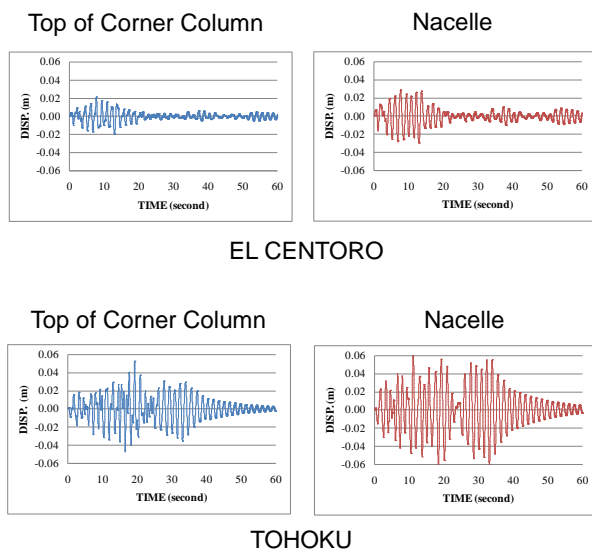 Top of Corner Column
Nacelle
0.06
0.04
0.02
0.00
-0.02
-0.04
-0.06
DISP. (m)
0 10 20 30 40 50 60
TIME (second)
0.06
0.04
0.02
0.00
-0.02
-0.04
-0.06
DISP. (m)
0 10 20 30 40 50 60
TIME (second)
EL CENTORO
Top of Corner Column
Nacelle
0.06
0.04
0.02
0.00
-0.02
-0.04
-0.06
DISP. (m)
0 10 20 30 40 50 60
TIME (second)
0.06
0.04
0.02
0.00
-0.02
-0.04
-0.06
DISP. (m)
0 10 20 30 40 50 60
TIME (second)
TOHOKU